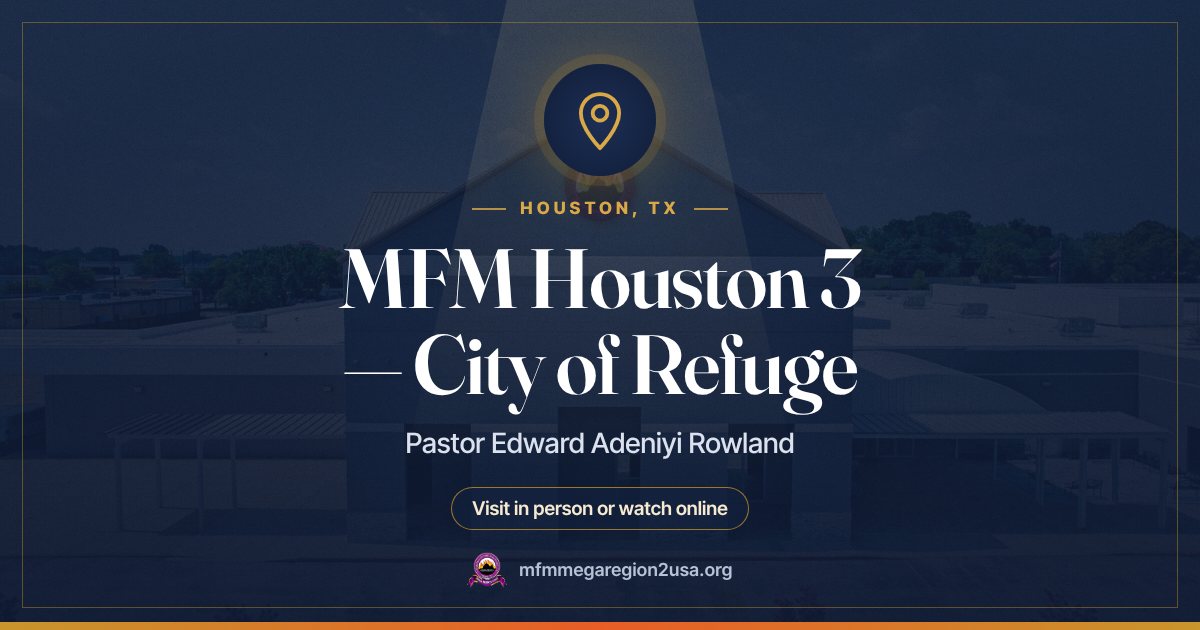 HOUSTON, TX
MFM Houston 3
— City of Refuge
Pastor Edward Adeniyi Rowland
Visit in person or watch online
mfmmegaregion2usa.org